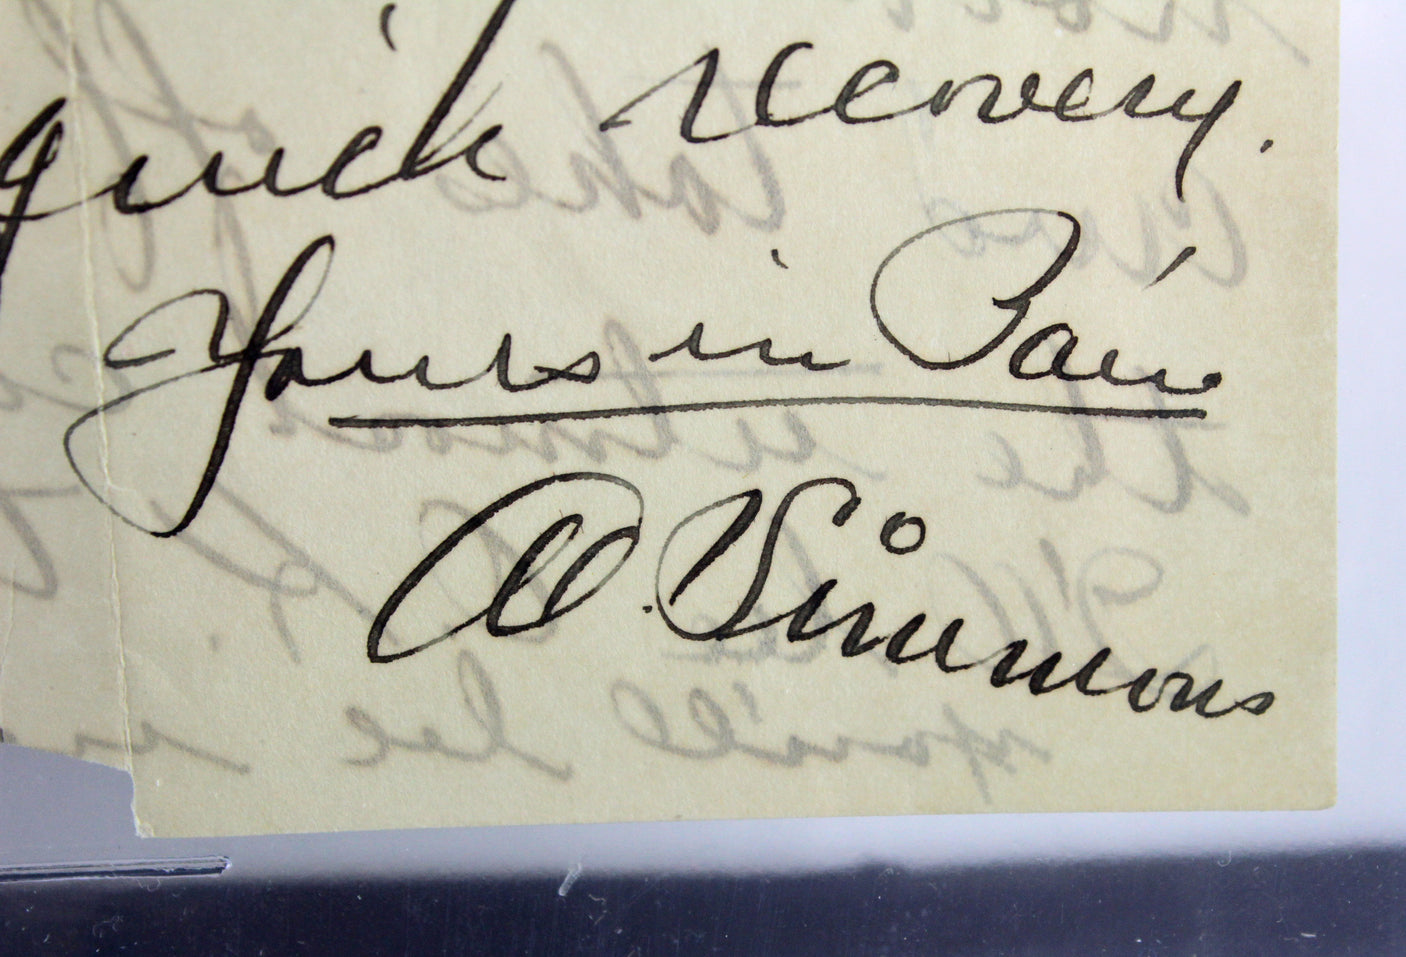 quick recovery.
Yours in Pain
Al. Simmons